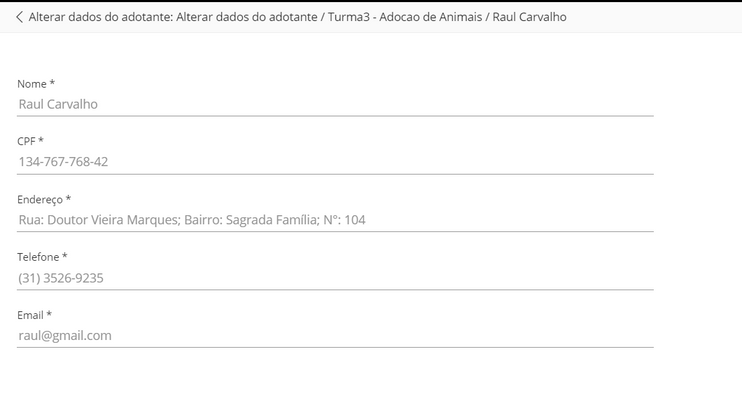 Alterar dados do adotante: Alterar dados do adotante / Turma3 - Adocao de Animais / Raul Carvalho
Nome *
Raul Carvalho
CPF *
134-767-768-42
Endereço *
Rua: Doutor Vieira Marques; Bairro: Sagrada Família; N°: 104
Telefone *
(31) 3526-9235
Email *
raul@gmail.com